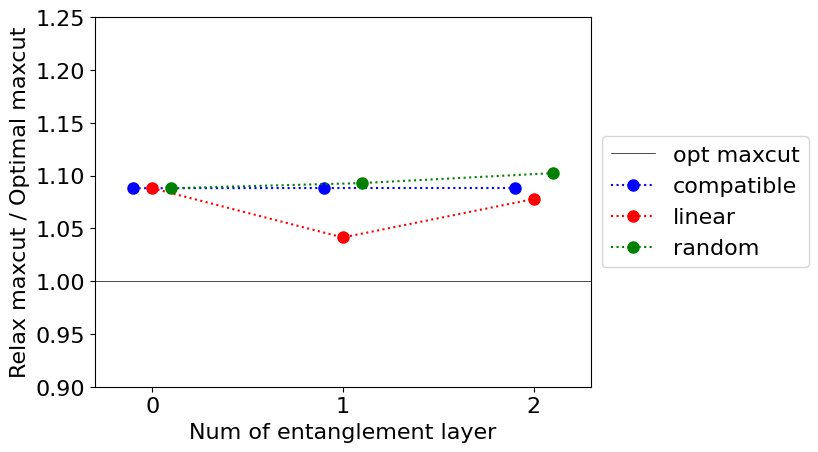 Relax maxcut / Optimal maxcut
1.25
1.20
1.15
1.10
1.05
1.00
0.95
0.90
0 1 2
Num of entanglement layer
opt maxcut
compatible
linear
random